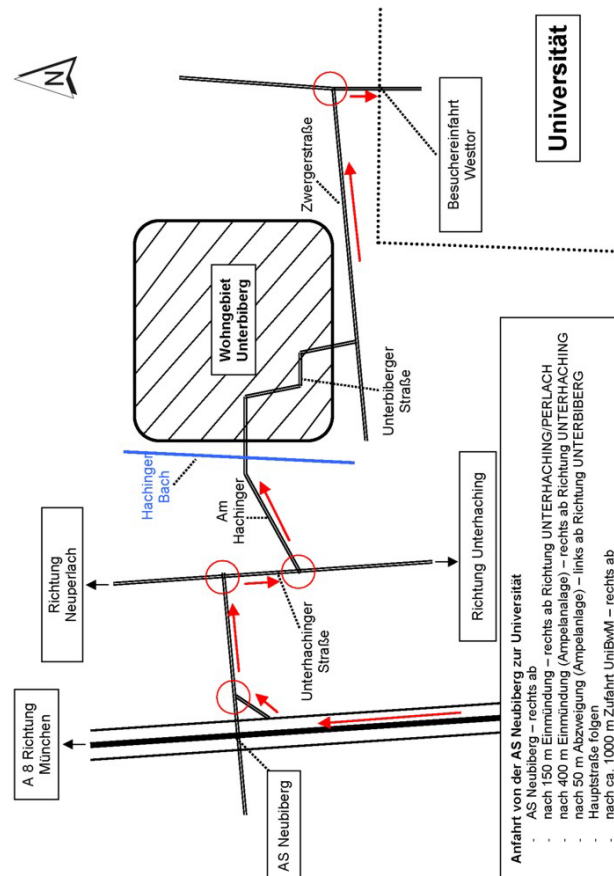 N
A 8 Richtung
München
Richtung
Neuperlach
Hachinger
Bach
Wohngebiet
Unterbiberg
Zwergerstraße
AS Neubiberg
Unterhachinger
Straße
Am
Hachinger
Unterbiberger
Straße
Besuchereinfahrt
Westtor
Richtung Unterhaching
Universität
Anfahrt von der AS Neubiberg zur Universität
- AS Neubiberg – rechts ab
- nach 150 m Einmündung – rechts ab Richtung UNTERHACHING/PERLACH
- nach 400 m Einmündung (Ampelanalage) – rechts ab Richtung UNTERHACHING
- nach 50 m Abzweigung (Ampelanlage) – links ab Richtung UNTERBIBERG
- Hauptstraße folgen
- nach ca. 1000 m Zufahrt UniBwM – rechts ab